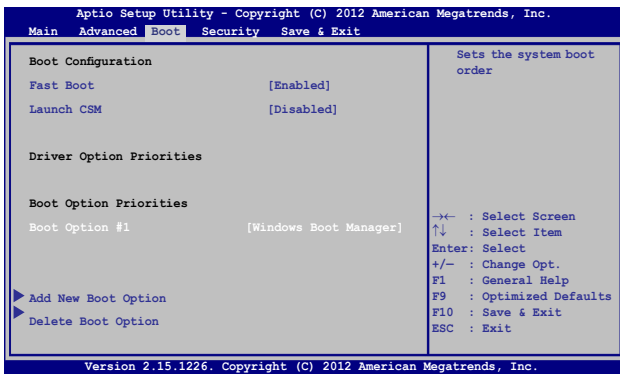 Aptio Setup Utility - Copyright (C) 2012 American Megatrends, Inc.
Main Advanced Boot Security Save & Exit
Boot Configuration
Fast Boot [Enabled]
Launch CSM [Disabled]
Driver Option Priorities
Boot Option Priorities
Boot Option #1 [Windows Boot Manager]
Add New Boot Option
Delete Boot Option
Sets the system boot
order
→← : Select Screen
↑↓ : Select Item
Enter: Select
+/— : Change Opt.
F1 : General Help
F9 : Optimized Defaults
F10 : Save & Exit
ESC : Exit
Version 2.15.1226. Copyright (C) 2012 American Megatrends, Inc.